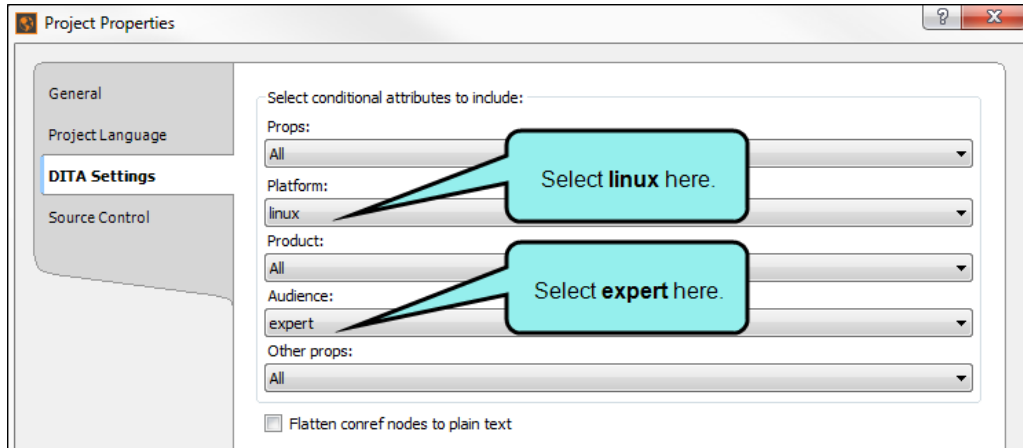 Project Properties
General
Project Language
DITA Settings
Source Control
Select conditional attributes to include:
Props:
All
Select linux here.
Platform:
linux
Product:
All
Select expert here.
Audience:
expert
Other props:
All
Flatten conref nodes to plain text